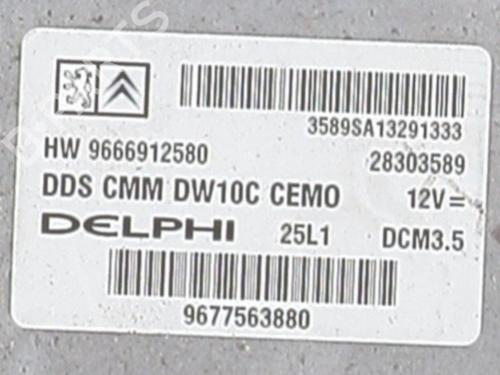 3589SA13291333
HW 9666912580 28303589
DDS CMM DW10C CEMO 12V=
DELPHI 25L1 DCM3.5
9677563880